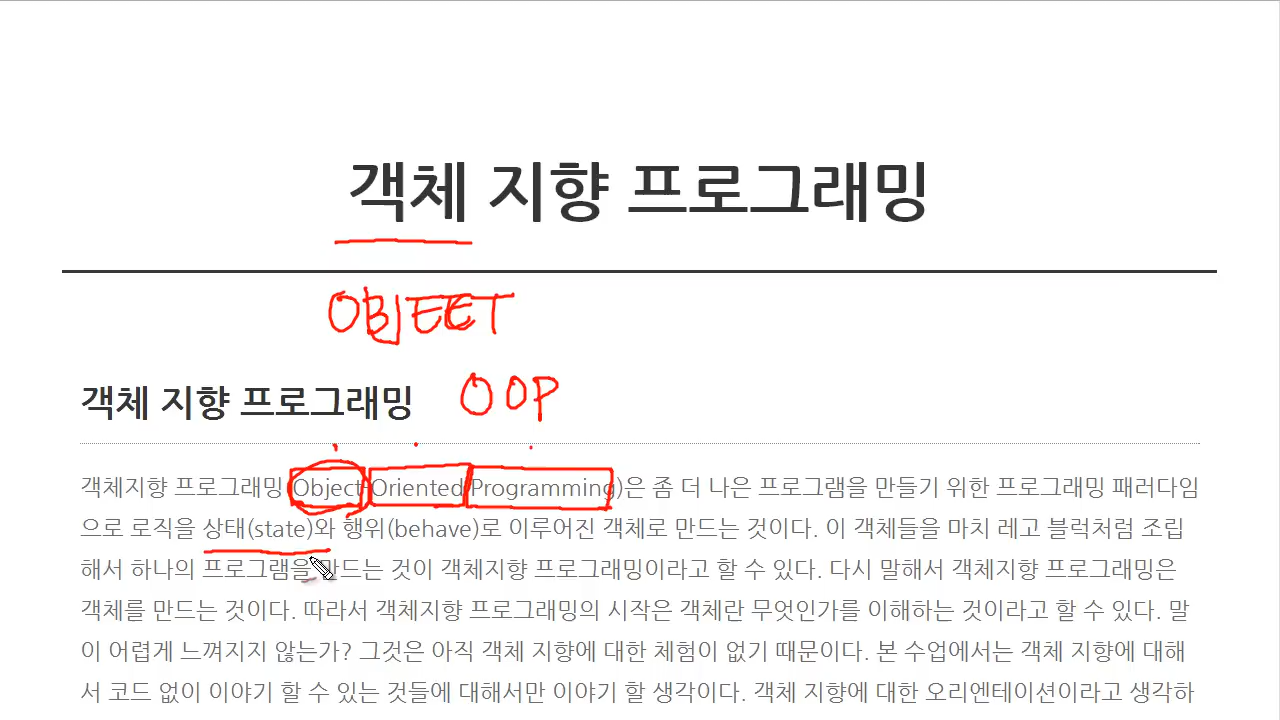 객체 지향 프로그래밍
OBJECT
객체 지향 프로그래밍 OOP
객체지향 프로그래밍(Object-Oriented Programming)은 좀 더 나은 프로그램을 만들기 위한 프로그래밍 패러다임
으로 로직을 상태(state)와 행위(behave)로 이루어진 객체로 만드는 것이다. 이 객체들을 마치 레고 블럭처럼 조립
해서 하나의 프로그램을 만드는 것이 객체지향 프로그래밍이라고 할 수 있다. 다시 말해서 객체지향 프로그래밍은
객체를 만드는 것이다. 따라서 객체지향 프로그래밍의 시작은 객체란 무엇인가를 이해하는 것이라고 할 수 있다. 말
이 어렵게 느껴지지 않는가? 그것은 아직 객체 지향에 대한 체험이 없기 때문이다. 본 수업에서는 객체 지향에 대해
서 코드 없이 이야기 할 수 있는 것들에 대해서만 이야기 할 생각이다. 객체 지향에 대한 오리엔테이션이라고 생각하